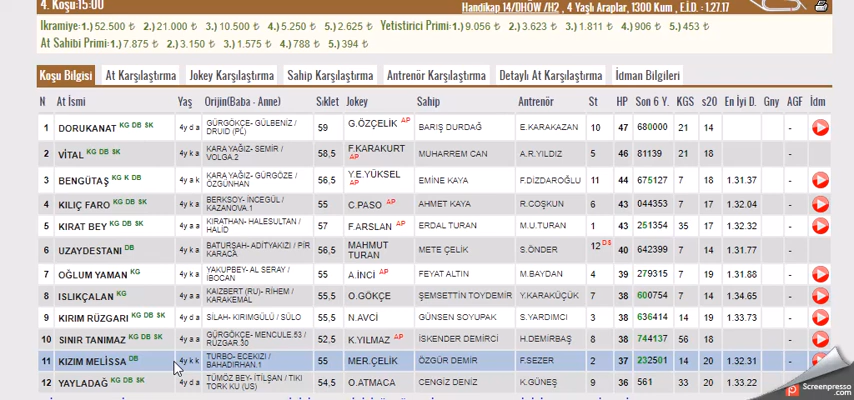 4. Koşu:15:00
Handikap 14/DHÖW /H2 , 4 Yaşlı Araplar, 1300 Kum , E.İ.D. : 1.27.17
Ikramiye: 1.) 52.500 ₺ 2.) 21.000 ₺ 3.) 10.500 ₺ 4.) 5.250 ₺ 5.) 2.625 ₺ Yetistirici Primi: 1.) 9.056 ₺ 2.) 3.623 ₺ 3.) 1.811 ₺ 4.) 906 ₺ 5.) 453 ₺
At Sahibi Primi: 1.) 7.875 ₺ 2.) 3.150 ₺ 3.) 1.575 ₺ 4.) 788 ₺ 5.) 394 ₺
Koşu Bilgisi At Karşılaştırma Jokey Karşılaştırma Sahip Karşılaştırma Antrenör Karşılaştırma Detaylı At Karşılaştırma İdman Bilgileri
N At İsmi Yaş Orijin(Baba - Anne) Sıklet Jokey Sahip Antrenör St HP Son 6 Y. KGS s20 En İyi D. Gny AGF İdm
1 DORUKANAT KG DB SK 4y d a GÜRGÖKÇE- GÜLBENİZ / DRUID (PL) 59 G.ÖZÇELİK AP BARIŞ DURDAĞ E.KARAKAZAN 10 47 680000 21 14 -
2 VİTAL KG DB SK 4y a k KARA YAĞIZ- SEMİR / VOLGA.2 58,5 F.KARAKURT AP MUHARREM CAN A.R.YILDIZ 5 46 81139 21 18 -
3 BENGÜTAŞ KG K DB 4y a k KARA YAĞIZ- GÜRGÖZE / ÖZGÜNHAN 56,5 Y.E.YÜKSEL AP EMİNE KAYA F.DİZDAROĞLU 11 44 675127 7 18 1.31.37 -
4 KILIÇ FARO KG DB 4y k a BERKSOY- İNCEGÜL / KAZANOVA.1 55 C.PASO AP AHMET KAYA R.COŞKUN 6 43 044353 7 17 1.32.04 -
5 KIRAT BEY KG DB SK 4y a a KIRATHAN- HALESULTAN / HALİD 57 F.ARSLAN AP ERDAL TURAN M.U.TURAN 1 43 251354 35 17 1.32.32 -
6 UZAYDESTANI DB BATURŞAH- ADİTYAKIZI / PİR KARACA 56,5 MAHMUT TURAN METE ÇELİK S.ÖNDER 12 DS 40 642399 7 14 1.31.77 -
7 OĞLUM YAMAN KG 4y k a YAKUPBEY- AL SERAY / İBOCAN 55 A.İNCİ AP FEYAT ALTIN M.BAYDAN 4 39 279315 7 19 1.31.88 -
8 ISLIKÇALAN KG 4y a a KAIZBERT (RU)- RİHEM / KARAKEMAL 55,5 O.GÖKÇE ŞEMSETTİN TOYDEMİR Y.KARAKÜÇÜK 7 38 600754 7 14 1.34.65 -
9 KIRIM RÜZGARI 4y d a SİLAH- KIRIMGÜLÜ / SÜLO 55,5 N.AVCİ GÜNSEN SOYUPAK S.YARDIMCI 3 38 636414 7 19 1.32.01 -
10 SINIR TANIMAZ KG DB SK 4y a a GÜRGÖKÇE- MENCULE.53 / RÜZGAR.30 52,5 K.YILMAZ AP İSKENDER DEMİRCİ H.DEMİRBAŞ 8 38 744137 7 20 1.32.56 -
11 KIZIM MELİSSA DB 4y k k TURBO- ECEKIZI / BAHADIRHAN.1 55 MER.ÇELİK ÖZGÜR DEMİR F.SEZER 2 37 232501 14 20 1.32.31 -
12 YAYLADAĞ KG DB SK 4y d a TÜMÖZ BEY- İTİLŞAN / TIKI TORK KU (US) 54,5 O.ATMACA CENGİZ DENİZ K.GÜNEŞ 9 36 561 33 20 1.33.22
Screenpresso
.com